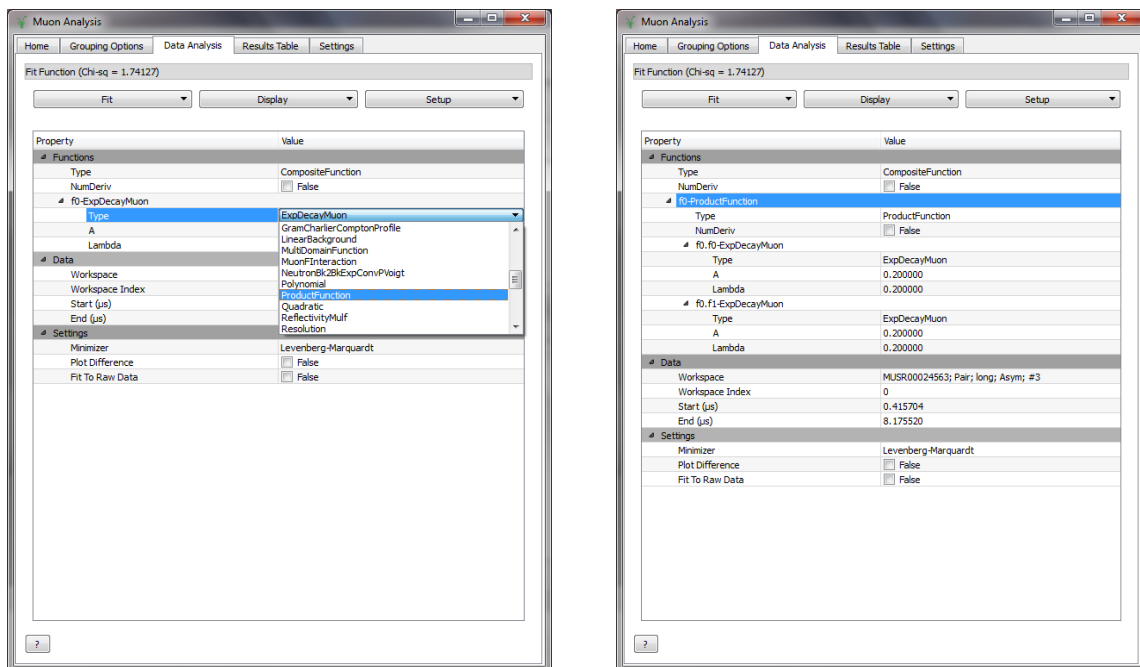 Muon Analysis
Home Grouping Options Data Analysis Results Table Settings
Fit Function (Chi-sq = 1.74127)
Fit Display Setup
Property Value
Functions
Type CompositeFunction
NumDeriv False
f0-ExpDecayMuon
Type ExpDecayMuon
A
Lambda
GramCharlierComptonProfile
LinearBackground
MultiDomainFunction
MuonFInteraction
NeutronBk2BkExpConvPVoigt
Polynomial
ProductFunction
Quadratic
ReflectivityMulf
Resolution
Data
Workspace
Workspace Index
Start (µs)
End (µs)
Settings
Minimizer Levenberg-Marquardt
Plot Difference False
Fit To Raw Data False
?
Muon Analysis
Home Grouping Options Data Analysis Results Table Settings
Fit Function (Chi-sq = 1.74127)
Fit Display Setup
Property Value
Functions
Type CompositeFunction
NumDeriv False
f0-ProductFunction
Type ProductFunction
NumDeriv False
f0.f0-ExpDecayMuon
Type ExpDecayMuon
A 0.200000
Lambda 0.200000
f0.f1-ExpDecayMuon
Type ExpDecayMuon
A 0.200000
Lambda 0.200000
Data
Workspace MUSR00024563; Pair; long; Asym; #3
Workspace Index 0
Start (µs) 0.415704
End (µs) 8.175520
Settings
Minimizer Levenberg-Marquardt
Plot Difference False
Fit To Raw Data False
?